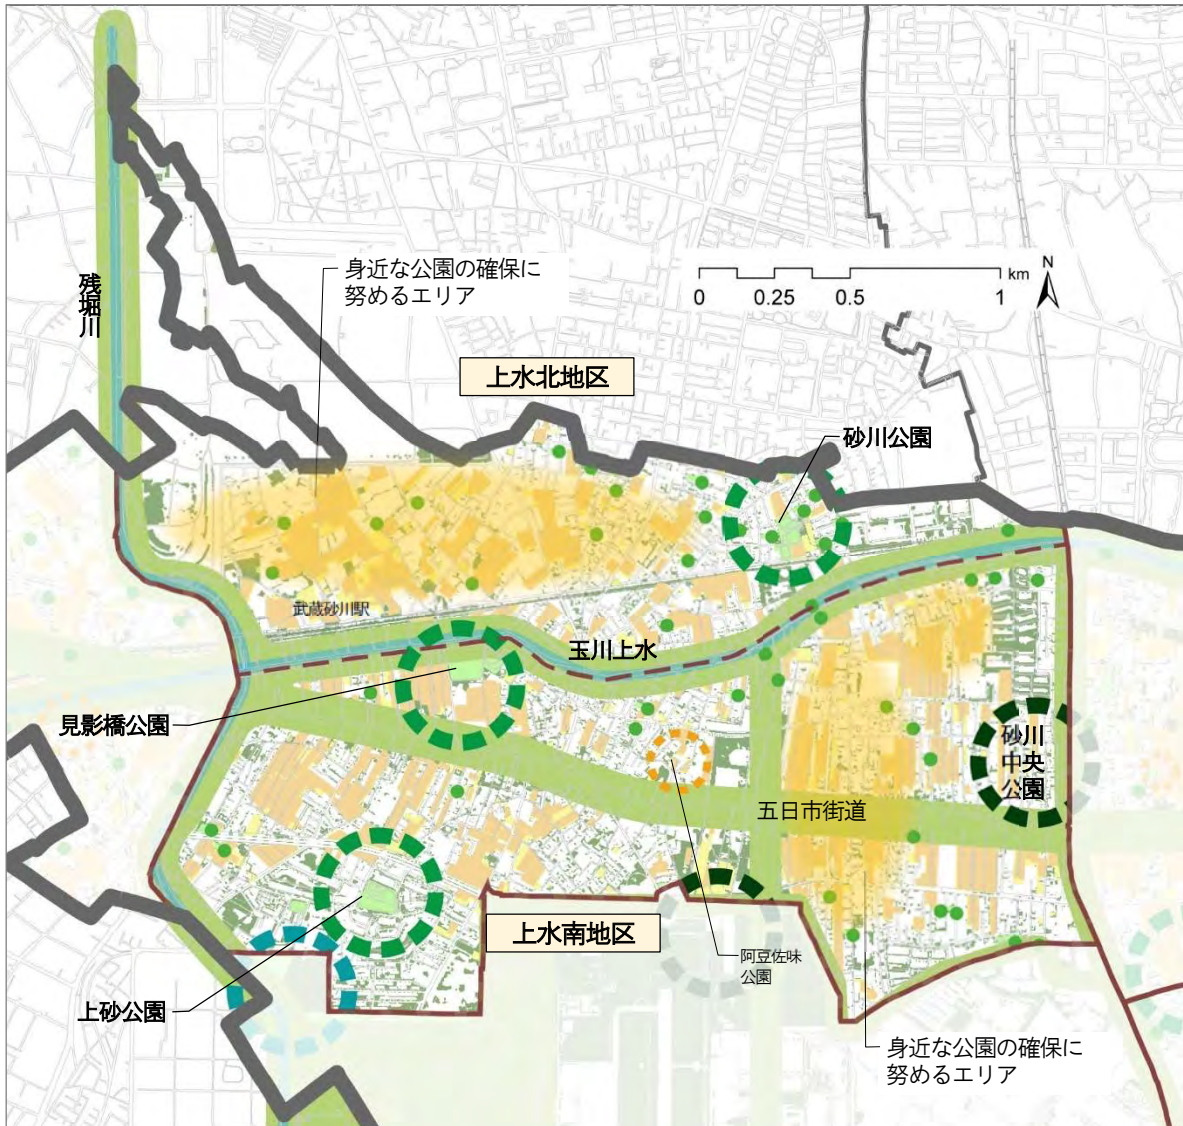 身近な公園の確保に
努めるエリア
残堀川
km
N
0
0.25
0.5
1
上水北地区
砂川公園
武蔵砂川駅
玉川上水
見影橋公園
砂川
中央
公園
五日市街道
上水南地区
阿豆佐味
公園
上砂公園
身近な公園の確保に
努めるエリア